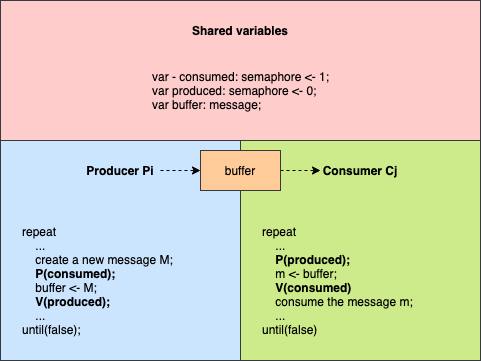 Shared variables
var - consumed: semaphore <- 1;
var produced: semaphore <- 0;
var buffer: message;
Producer Pi
buffer
Consumer Cj
repeat
...
create a new message M;
P(consumed);
buffer <- M;
V(produced);
...
until(false);
repeat
...
P(produced);
m <- buffer;
V(consumed)
consume the message m;
...
until(false)